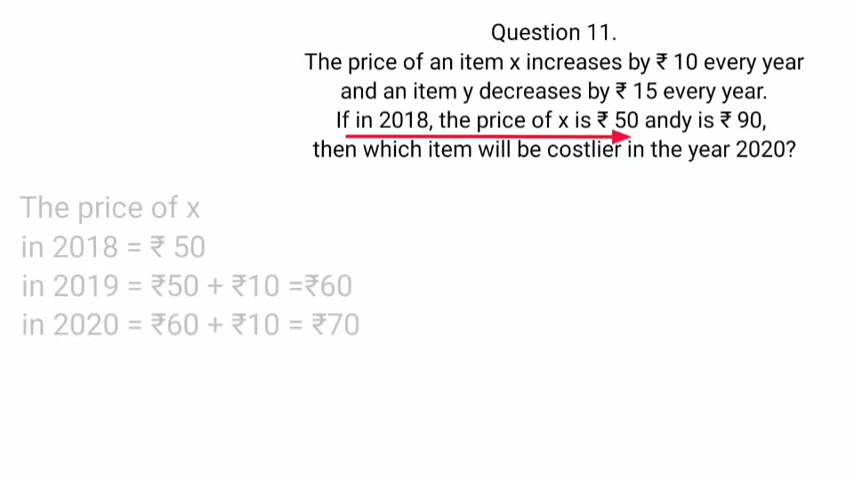 Question 11.
The price of an item x increases by ₹ 10 every year
and an item y decreases by ₹ 15 every year.
If in 2018, the price of x is ₹ 50 andy is ₹ 90,
then which item will be costlier in the year 2020?
The price of x
in 2018 = ₹ 50
in 2019 = ₹50 + ₹10 =₹60
in 2020 = ₹60 + ₹10 = ₹70